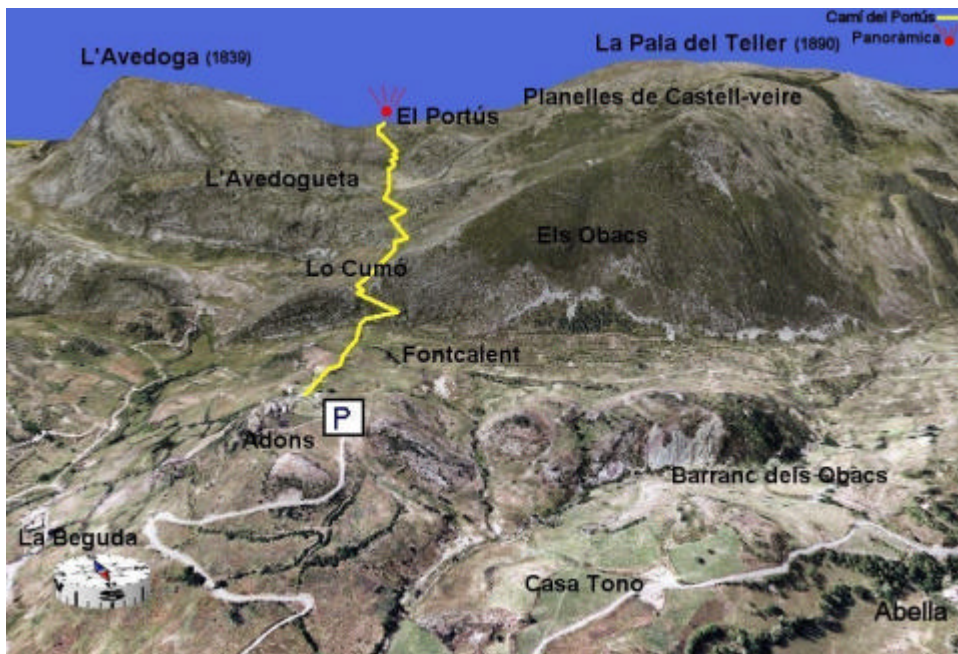 Camí del Portús
Panoràmica
L'Avedoga (1839)
La Pala del Teller (1890)
Planelles de Castell-veire
El Portús
L'Avedogueta
Els Obacs
Lo Cumó
Fontcalent
P
Adons
Barranc dels Obacs
La Beguda
Casa Tono
Abella